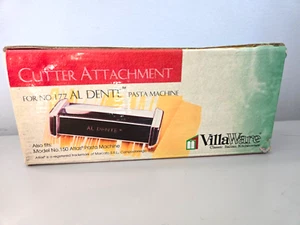 CUTTER ATTACHMENT
FOR NO. 177 AL DENTE™ PASTA MACHINE
AL DENTE
Also fits
Model No. 150 Atlas® Pasta Machine
VillaWare